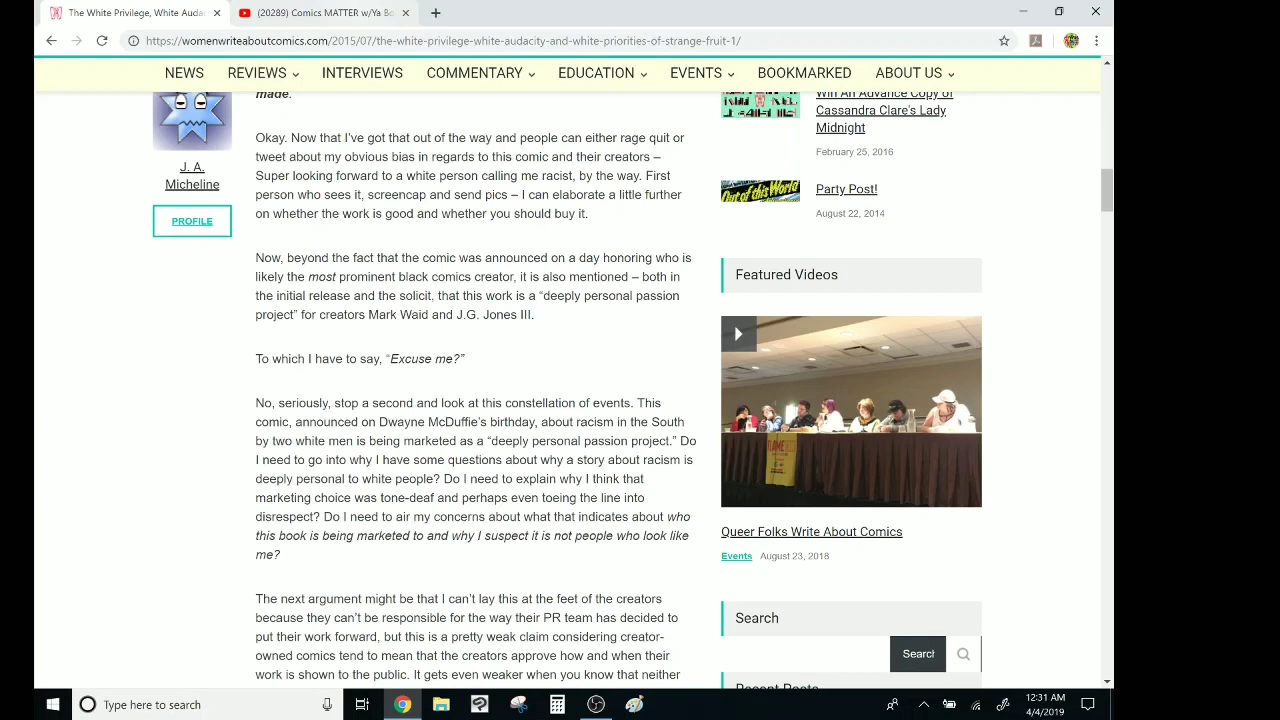 The White Privilege, White Audac
(20289) Comics MATTER w/Ya Bo
https://womenwriteaboutcomics.com/2015/07/the-white-privilege-white-audacity-and-white-priorities-of-strange-fruit-1/
NEWS REVIEWS INTERVIEWS COMMENTARY EDUCATION EVENTS BOOKMARKED ABOUT US
made.
J. A.
Micheline
PROFILE
Okay. Now that I've got that out of the way and people can either rage quit or
tweet about my obvious bias in regards to this comic and their creators –
Super looking forward to a white person calling me racist, by the way. First
person who sees it, screencap and send pics – I can elaborate a little further
on whether the work is good and whether you should buy it.
Now, beyond the fact that the comic was announced on a day honoring who is
likely the most prominent black comics creator, it is also mentioned – both in
the initial release and the solicit, that this work is a “deeply personal passion
project” for creators Mark Waid and J.G. Jones III.
To which I have to say, “Excuse me?”
No, seriously, stop a second and look at this constellation of events. This
comic, announced on Dwayne McDuffie's birthday, about racism in the South
by two white men is being marketed as a “deeply personal passion project.” Do
I need to go into why I have some questions about why a story about racism is
deeply personal to white people? Do I need to explain why I think that
marketing choice was tone-deaf and perhaps even toeing the line into
disrespect? Do I need to air my concerns about what that indicates about who
this book is being marketed to and why I suspect it is not people who look like
me?
The next argument might be that I can't lay this at the feet of the creators
because they can't be responsible for the way their PR team has decided to
put their work forward, but this is a pretty weak claim considering creator-
owned comics tend to mean that the creators approve how and when their
work is shown to the public. It gets even weaker when you know that neither
Win An Advance Copy of
Cassandra Clare's Lady
Midnight
February 25, 2016
Out of this World
Party Post!
August 22, 2014
Featured Videos
Queer Folks Write About Comics
Events August 23, 2018
Search
Search
Recent Posts
Type here to search
12:31 AM
4/4/2019